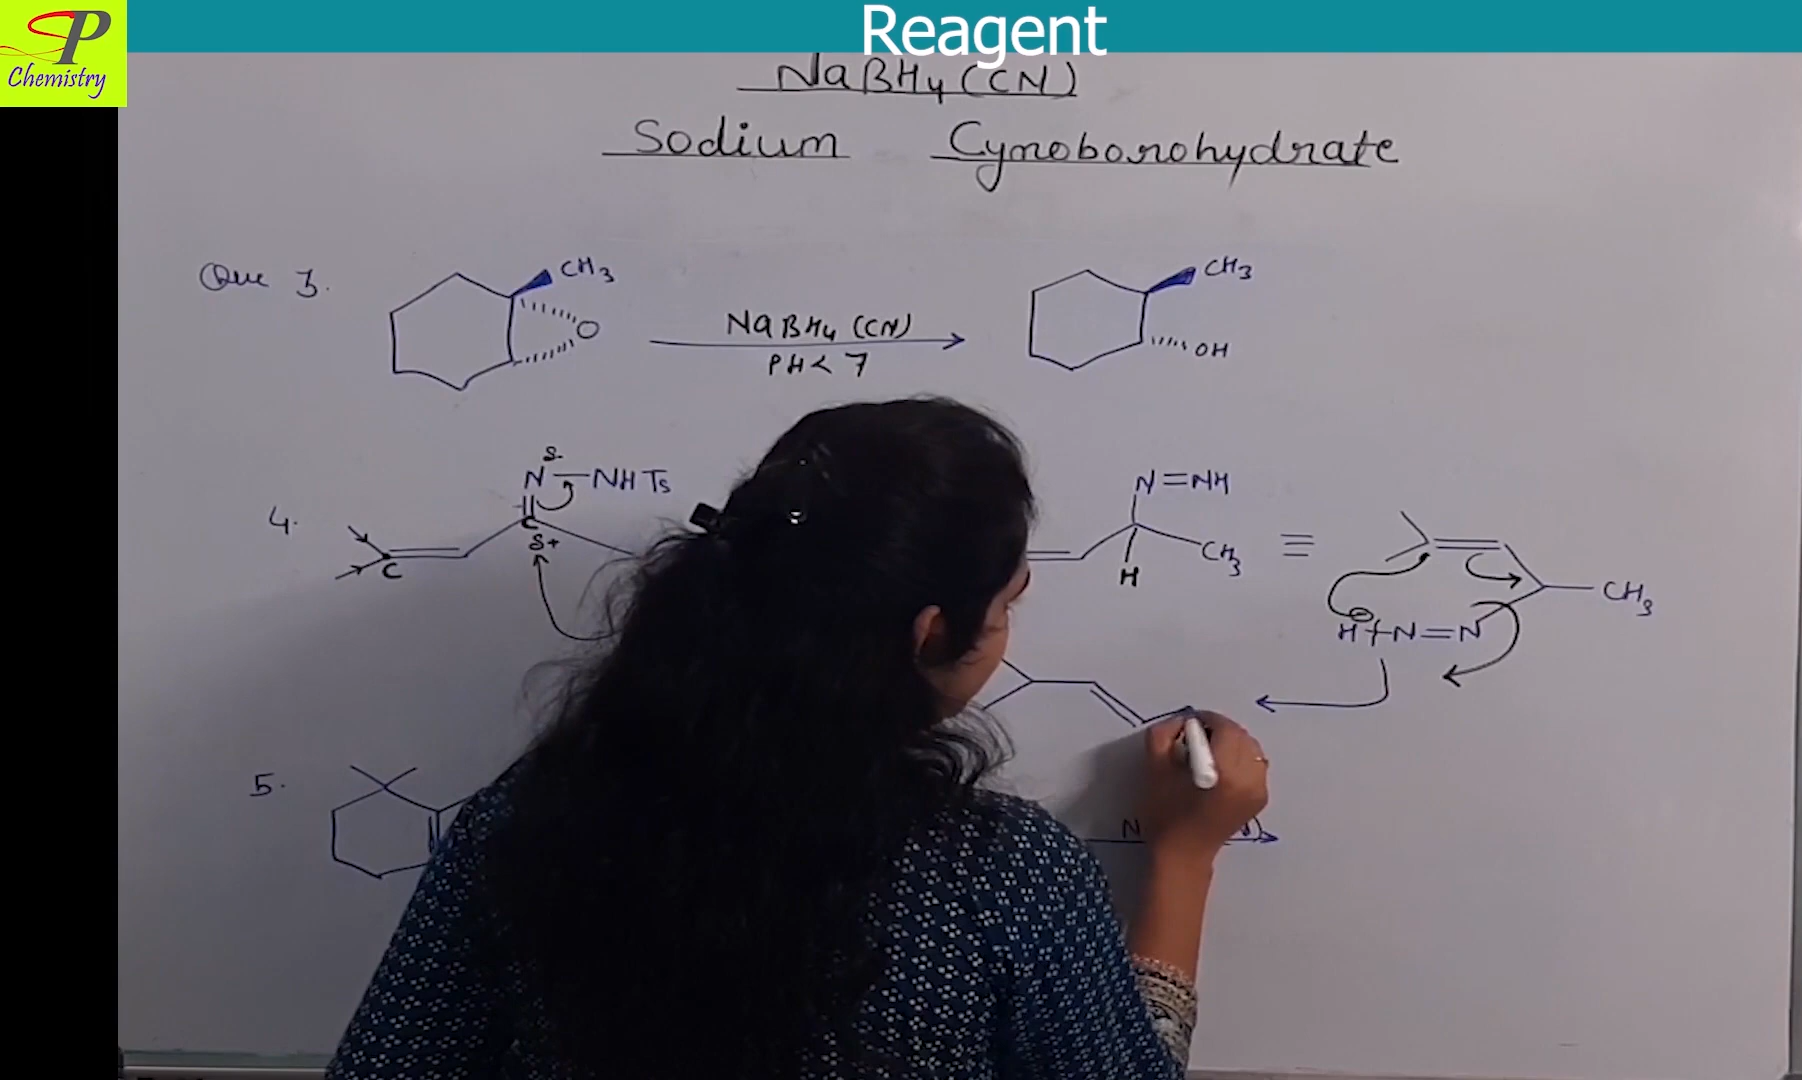 SP
Chemistry
Reagent
NaBH4(CN)
Sodium Cynoborohydrate
Que 3.
CH3
O
NaBH4 (CN)
PH < 7
CH3
OH
4.
C
S-
N-NHTs
C
S+
N=NH
CH3
H
≡
CH3
H N=N
5.
N